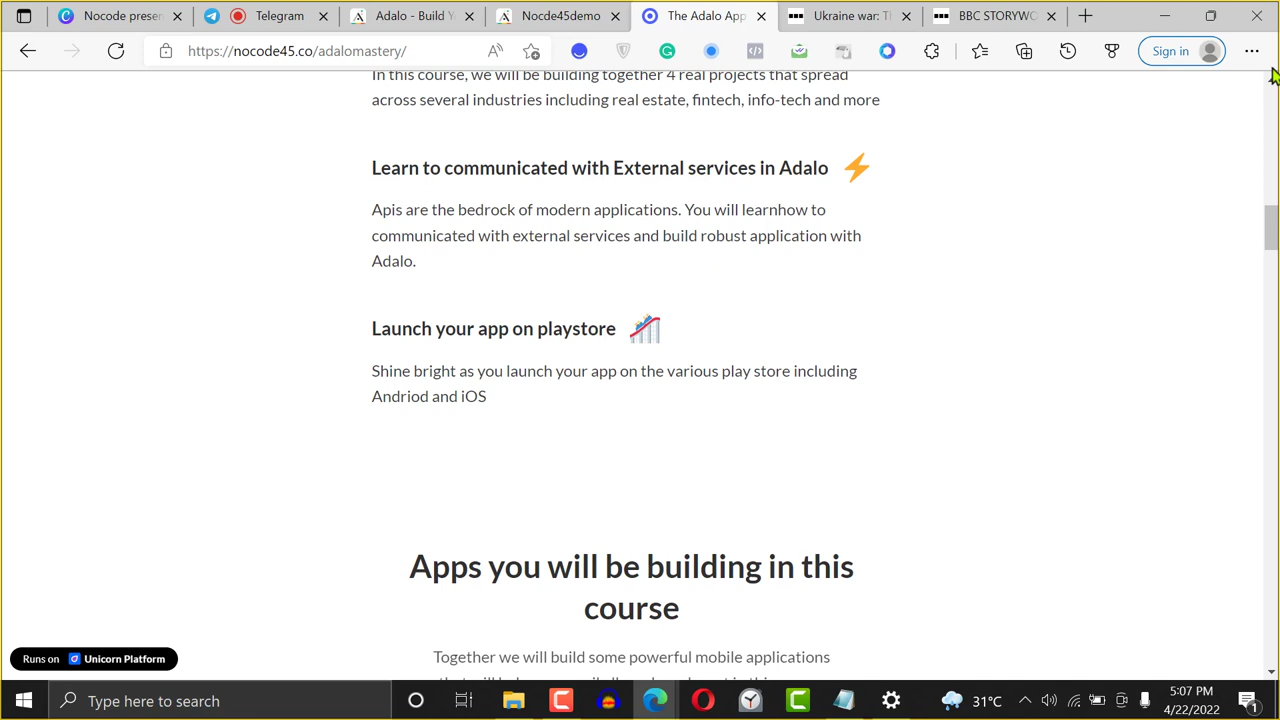 Nocode presen
Telegram
Adalo - Build Y
Nocde45demo
The Adalo App
Ukraine war: Th
BBC STORYWO
https://nocode45.co/adalomastery/
Sign in
In this course, we will be building together 4 real projects that spread
across several industries including real estate, fintech, info-tech and more
Learn to communicated with External services in Adalo
Apis are the bedrock of modern applications. You will learnhow to
communicated with external services and build robust application with
Adalo.
Launch your app on playstore
Shine bright as you launch your app on the various play store including
Andriod and iOS
Apps you will be building in this
course
Together we will build some powerful mobile applications
Runs on Unicorn Platform
Type here to search
31°C
5:07 PM
4/22/2022
1